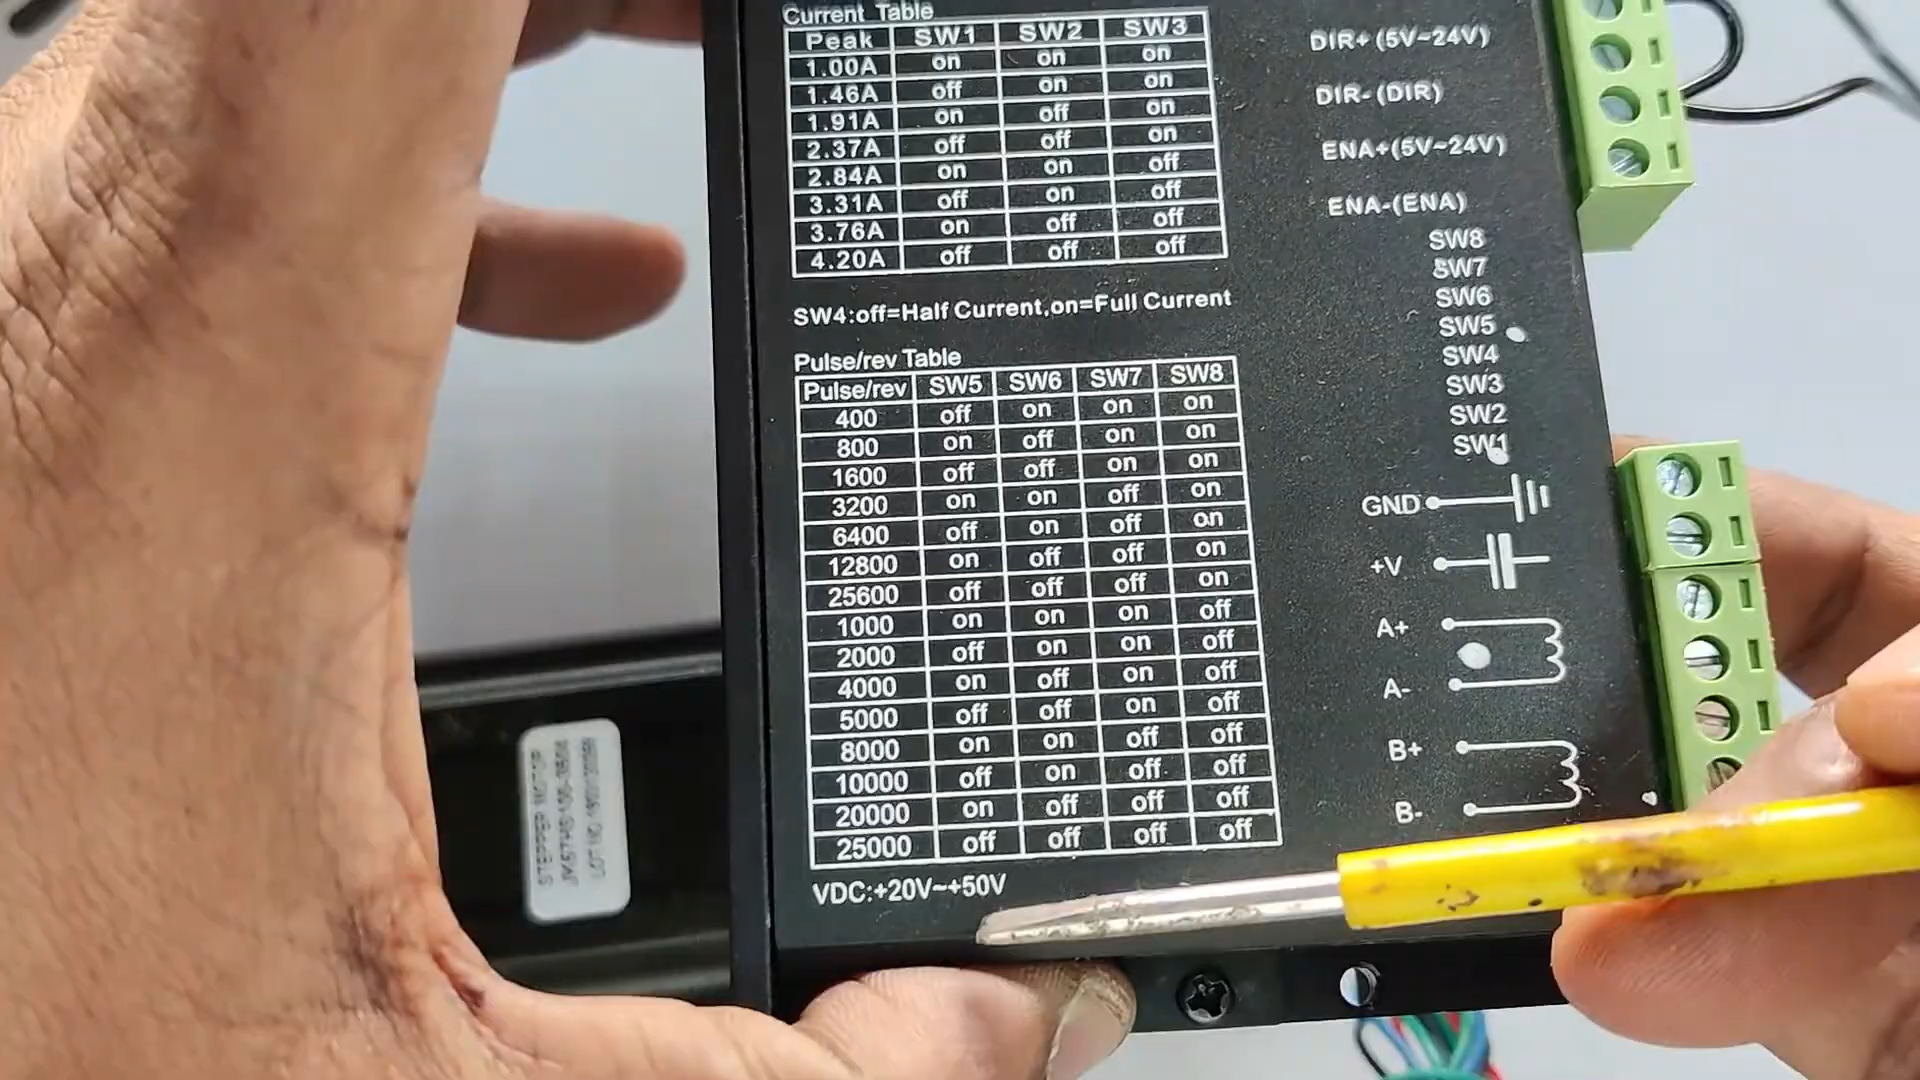 Current Table
Peak SW1 SW2 SW3
1.00A on on on
1.46A off on on
1.91A on off on
2.37A off off on
2.84A on on off
3.31A off on off
3.76A on off off
4.20A off off off
SW4:off=Half Current,on=Full Current
Pulse/rev Table
Pulse/rev SW5 SW6 SW7 SW8
400 off on on on
800 on off on on
1600 off off on on
3200 on on off on
6400 off on off on
12800 on off off on
25600 off off off on
1000 on on on off
2000 off on on off
4000 on off on off
5000 off off on off
8000 on on off off
10000 off on off off
20000 on off off off
25000 off off off off
VDC:+20V~+50V
DIR+(5V~24V)
DIR-(DIR)
ENA+(5V~24V)
ENA-(ENA)
SW8
SW7
SW6
SW5
SW4
SW3
SW2
SW1
GND
+V
A+
A-
B+
B-
STEPPER MOTOR
LOT NO